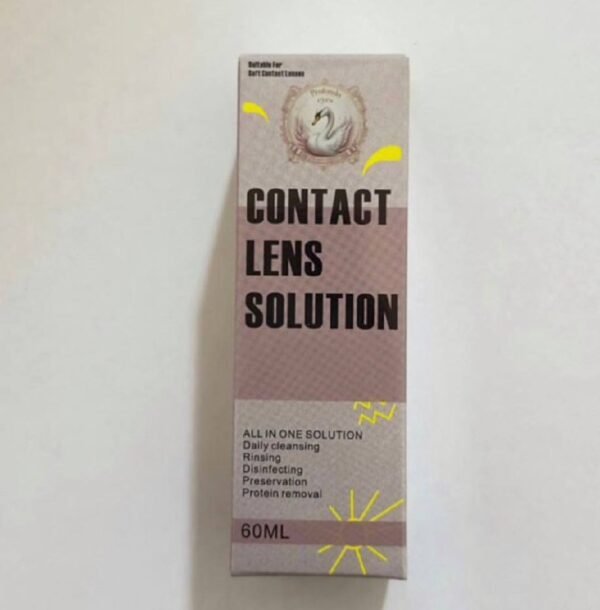 Suitable For
Soft Contact Lenses
eyes
CONTACT
LENS
SOLUTION
ALL IN ONE SOLUTION
Daily cleansing
Rinsing
Disinfecting
Preservation
Protein removal
60ML